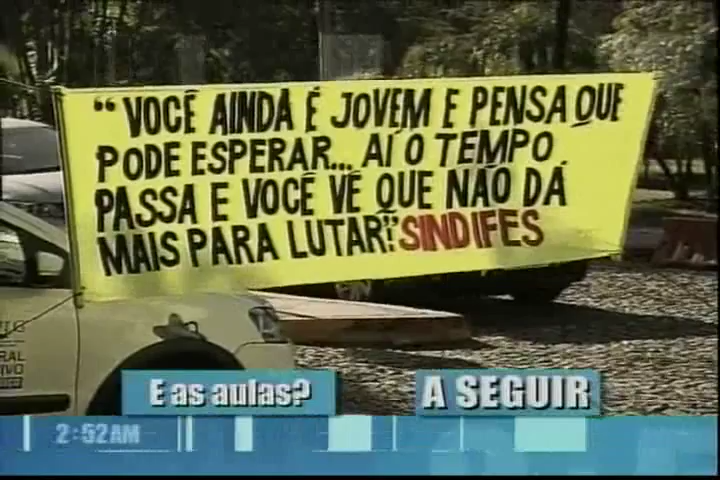 “VOCÊ AINDA É JOVEM E PENSA QUE
PODE ESPERAR... AÍ O TEMPO
PASSA E VOCÊ VÊ QUE NÃO DÁ
MAIS PARA LUTAR!” SINDIFES
E as aulas?
A SEGUIR
2:52AM